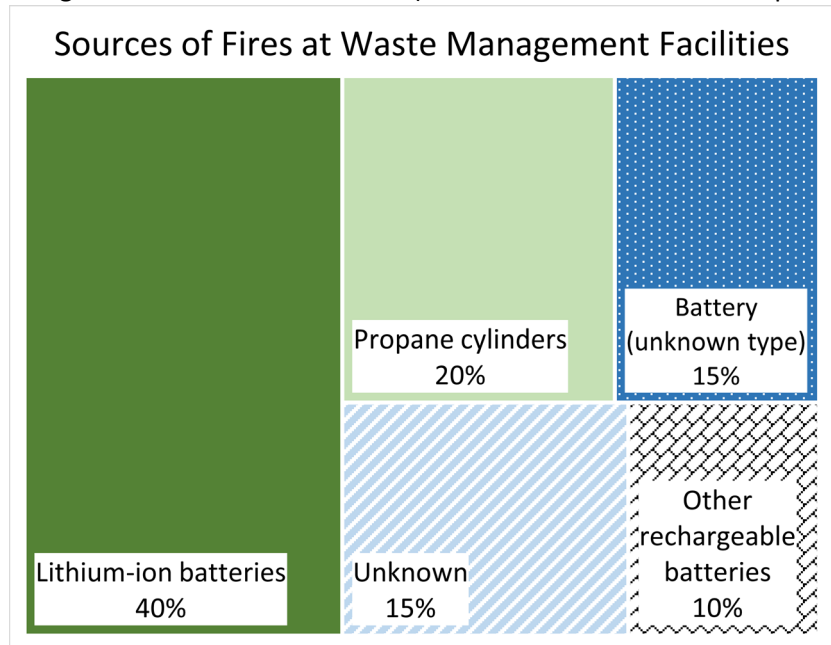 Sources of Fires at Waste Management Facilities
Lithium-ion batteries
40%
Propane cylinders
20%
Battery
(unknown type)
15%
Unknown
15%
Other
rechargeable
batteries
10%